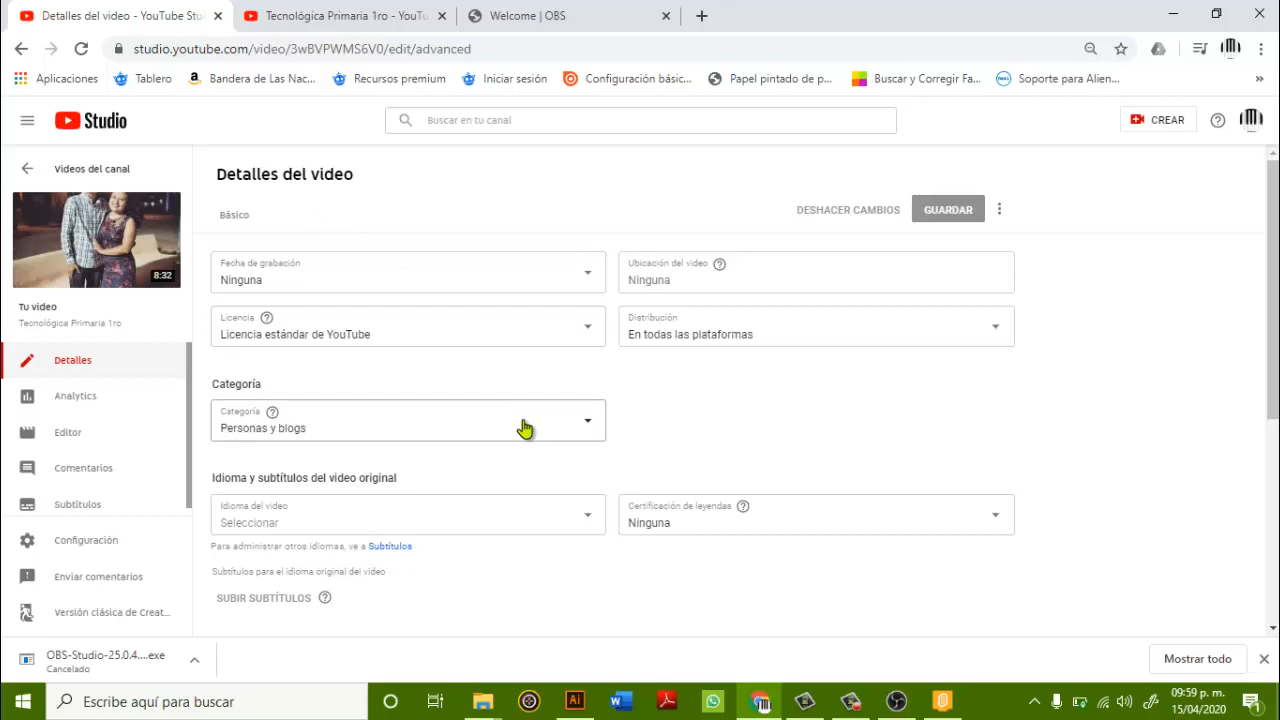 Detalles del video - YouTube Stu
Tecnológica Primaria 1ro - YouTu
Welcome | OBS
studio.youtube.com/video/3wBVPWMS6V0/edit/advanced
Aplicaciones
Tablero
Bandera de Las Nac...
Recursos premium
Iniciar sesión
Configuración básic...
Papel pintado de p...
Buscar y Corregir Fa...
Soporte para Alien...
»
Studio
Buscar en tu canal
CREAR
Videos del canal
8:32
Tu video
Tecnológica Primaria 1ro
Detalles
Analytics
Editor
Comentarios
Subtítulos
Configuración
Enviar comentarios
Versión clásica de Creat...
Detalles del video
Básico
DESHACER CAMBIOS
GUARDAR
Fecha de grabación
Ninguna
Ubicación del video
Ninguna
Licencia
Licencia estándar de YouTube
Distribución
En todas las plataformas
Categoría
Categoría
Personas y blogs
Idioma y subtítulos del video original
Idioma del video
Seleccionar
Certificación de leyendas
Ninguna
Para administrar otros idiomas, ve a Subtítulos
Subtítulos para el idioma original del video
SUBIR SUBTÍTULOS
OBS-Studio-25.0.4....exe
Cancelado
Mostrar todo
Escribe aquí para buscar
Ai
09:59 p. m.
15/04/2020
1